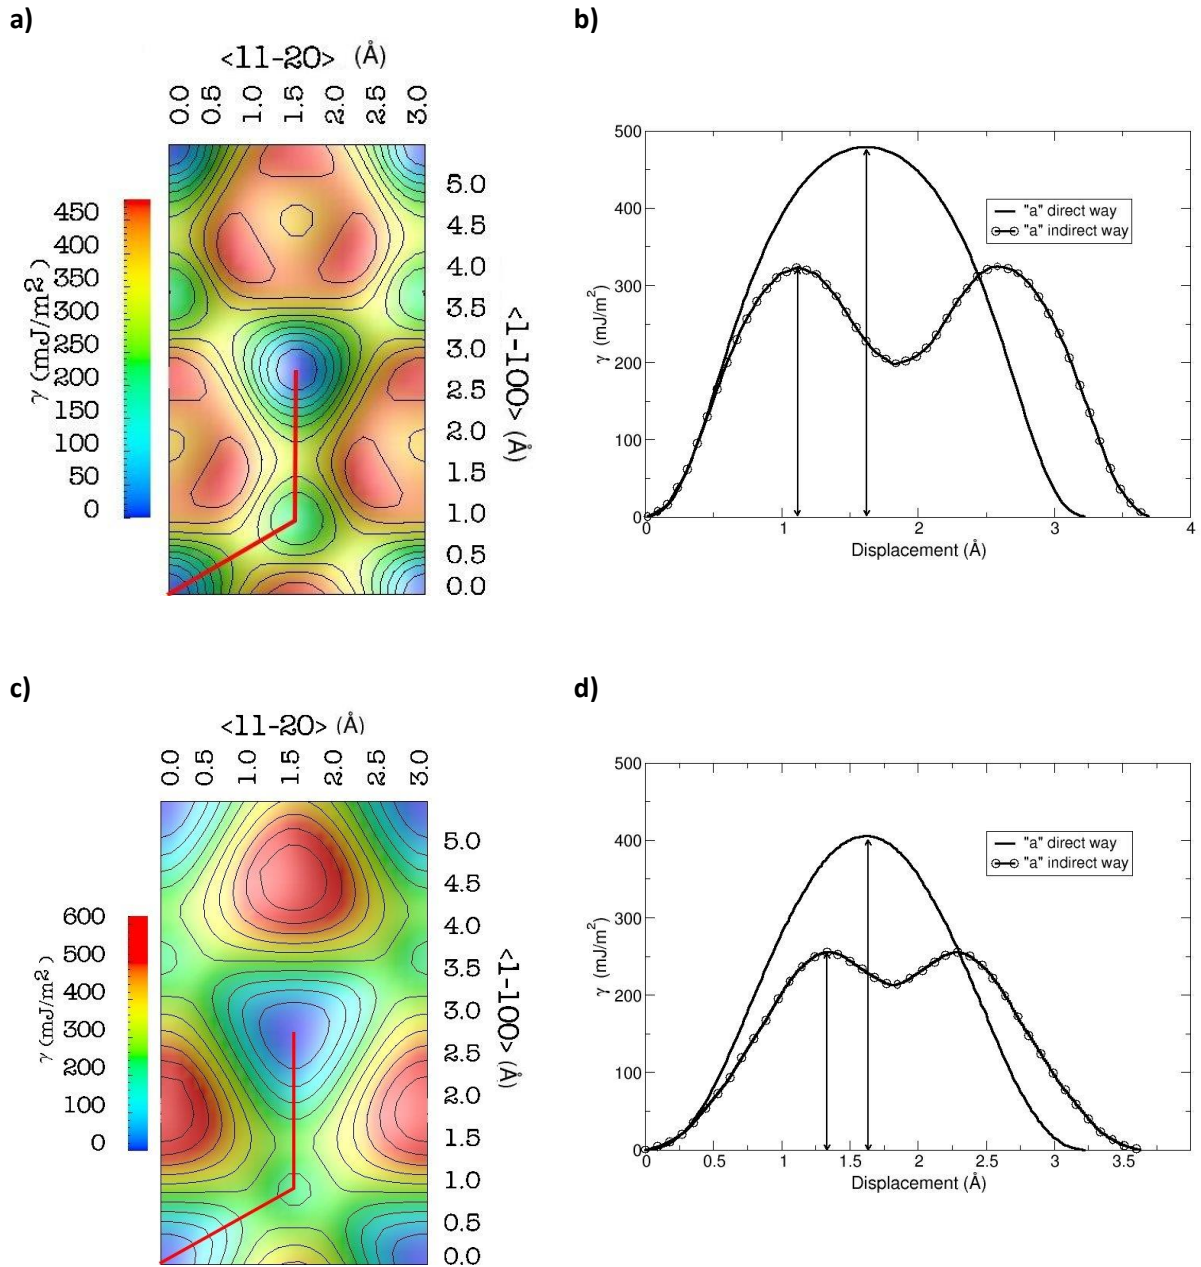 a)
<11-20> (Å)
0.0 0.5 1.0 1.5 2.0 2.5 3.0
γ (mJ/m²)
450
400
350
300
250
200
150
100
50
0
5.0
4.5
4.0
3.5
3.0
2.5
2.0
1.5
1.0
0.5
0.0
<1-100> (Å)
b)
γ (mJ/m²)
500
400
300
200
100
0
0 1 2 3 4
Displacement (Å)
"a" direct way
"a" indirect way
c)
<11-20> (Å)
0.0 0.5 1.0 1.5 2.0 2.5 3.0
γ (mJ/m²)
600
500
400
300
200
100
0
5.0
4.5
4.0
3.5
3.0
2.5
2.0
1.5
1.0
0.5
0.0
<1-100> (Å)
d)
γ (mJ/m²)
500
400
300
200
100
0
0 0.5 1 1.5 2 2.5 3 3.5
Displacement (Å)
"a" direct way
"a" indirect way